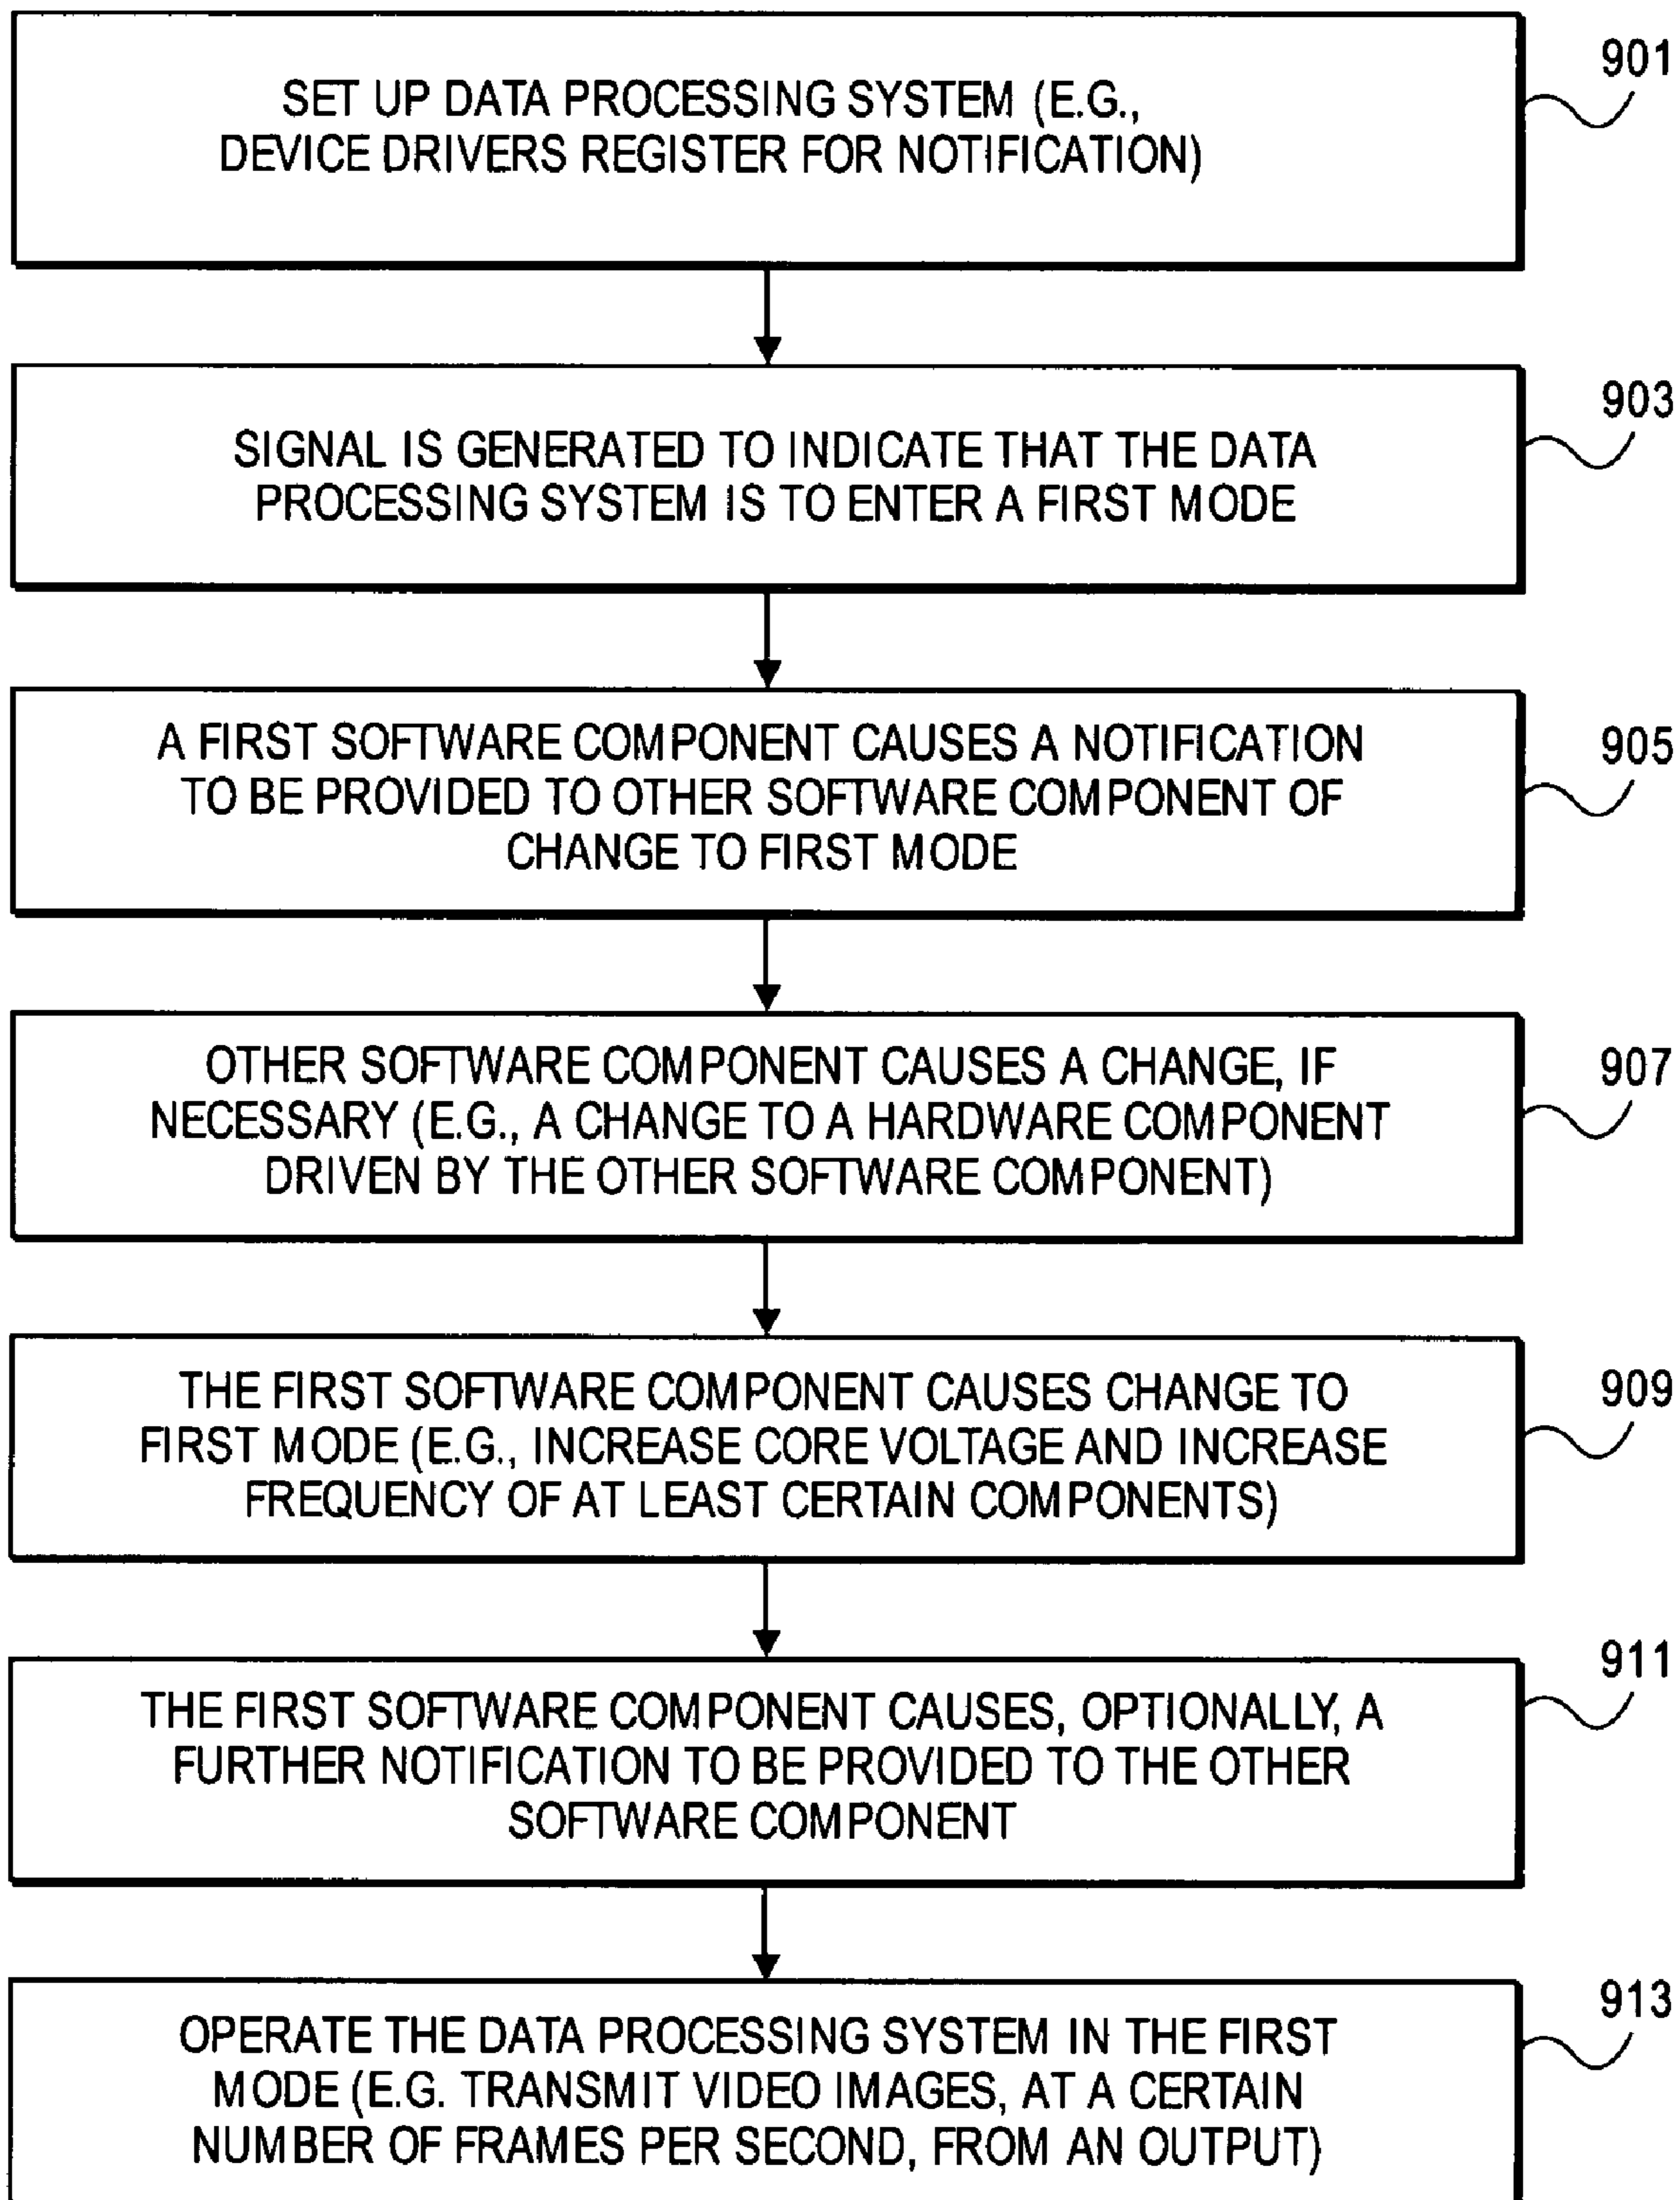 SET UP DATA PROCESSING SYSTEM (E.G.,
DEVICE DRIVERS REGISTER FOR NOTIFICATION)
901
SIGNAL IS GENERATED TO INDICATE THAT THE DATA
PROCESSING SYSTEM IS TO ENTER A FIRST MODE
903
A FIRST SOFTWARE COMPONENT CAUSES A NOTIFICATION
TO BE PROVIDED TO OTHER SOFTWARE COMPONENT OF
CHANGE TO FIRST MODE
905
OTHER SOFTWARE COMPONENT CAUSES A CHANGE, IF
NECESSARY (E.G., A CHANGE TO A HARDWARE COMPONENT
DRIVEN BY THE OTHER SOFTWARE COMPONENT)
907
THE FIRST SOFTWARE COMPONENT CAUSES CHANGE TO
FIRST MODE (E.G., INCREASE CORE VOLTAGE AND INCREASE
FREQUENCY OF AT LEAST CERTAIN COMPONENTS)
909
THE FIRST SOFTWARE COMPONENT CAUSES, OPTIONALLY, A
FURTHER NOTIFICATION TO BE PROVIDED TO THE OTHER
SOFTWARE COMPONENT
911
OPERATE THE DATA PROCESSING SYSTEM IN THE FIRST
MODE (E.G. TRANSMIT VIDEO IMAGES, AT A CERTAIN
NUMBER OF FRAMES PER SECOND, FROM AN OUTPUT)
913